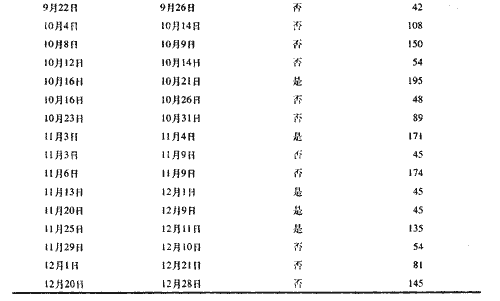 9月22日 9月26日 否 42
10月4日 10月14日 否 108
10月8日 10月9日 否 150
10月12日 10月14日 否 54
10月16日 10月21日 是 195
10月16日 10月26日 否 48
10月23日 10月31日 否 89
11月3日 11月4日 是 171
11月3日 11月9日 否 45
11月6日 11月9日 否 174
11月13日 12月1日 是 45
11月20日 12月9日 是 45
11月25日 12月11日 是 135
11月29日 12月10日 否 54
12月1日 12月21日 否 81
12月20日 12月28日 否 145